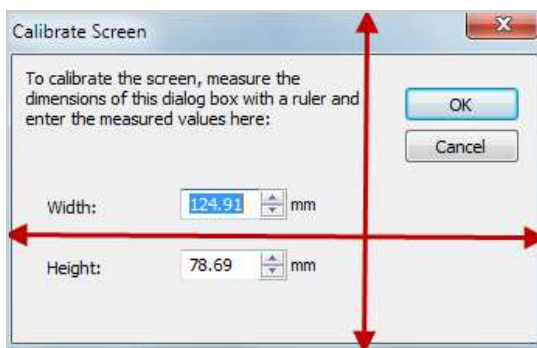 Calibrate Screen
To calibrate the screen, measure the
dimensions of this dialog box with a ruler and
enter the measured values here:
OK
Cancel
Width: 124.91 mm
Height: 78.69 mm